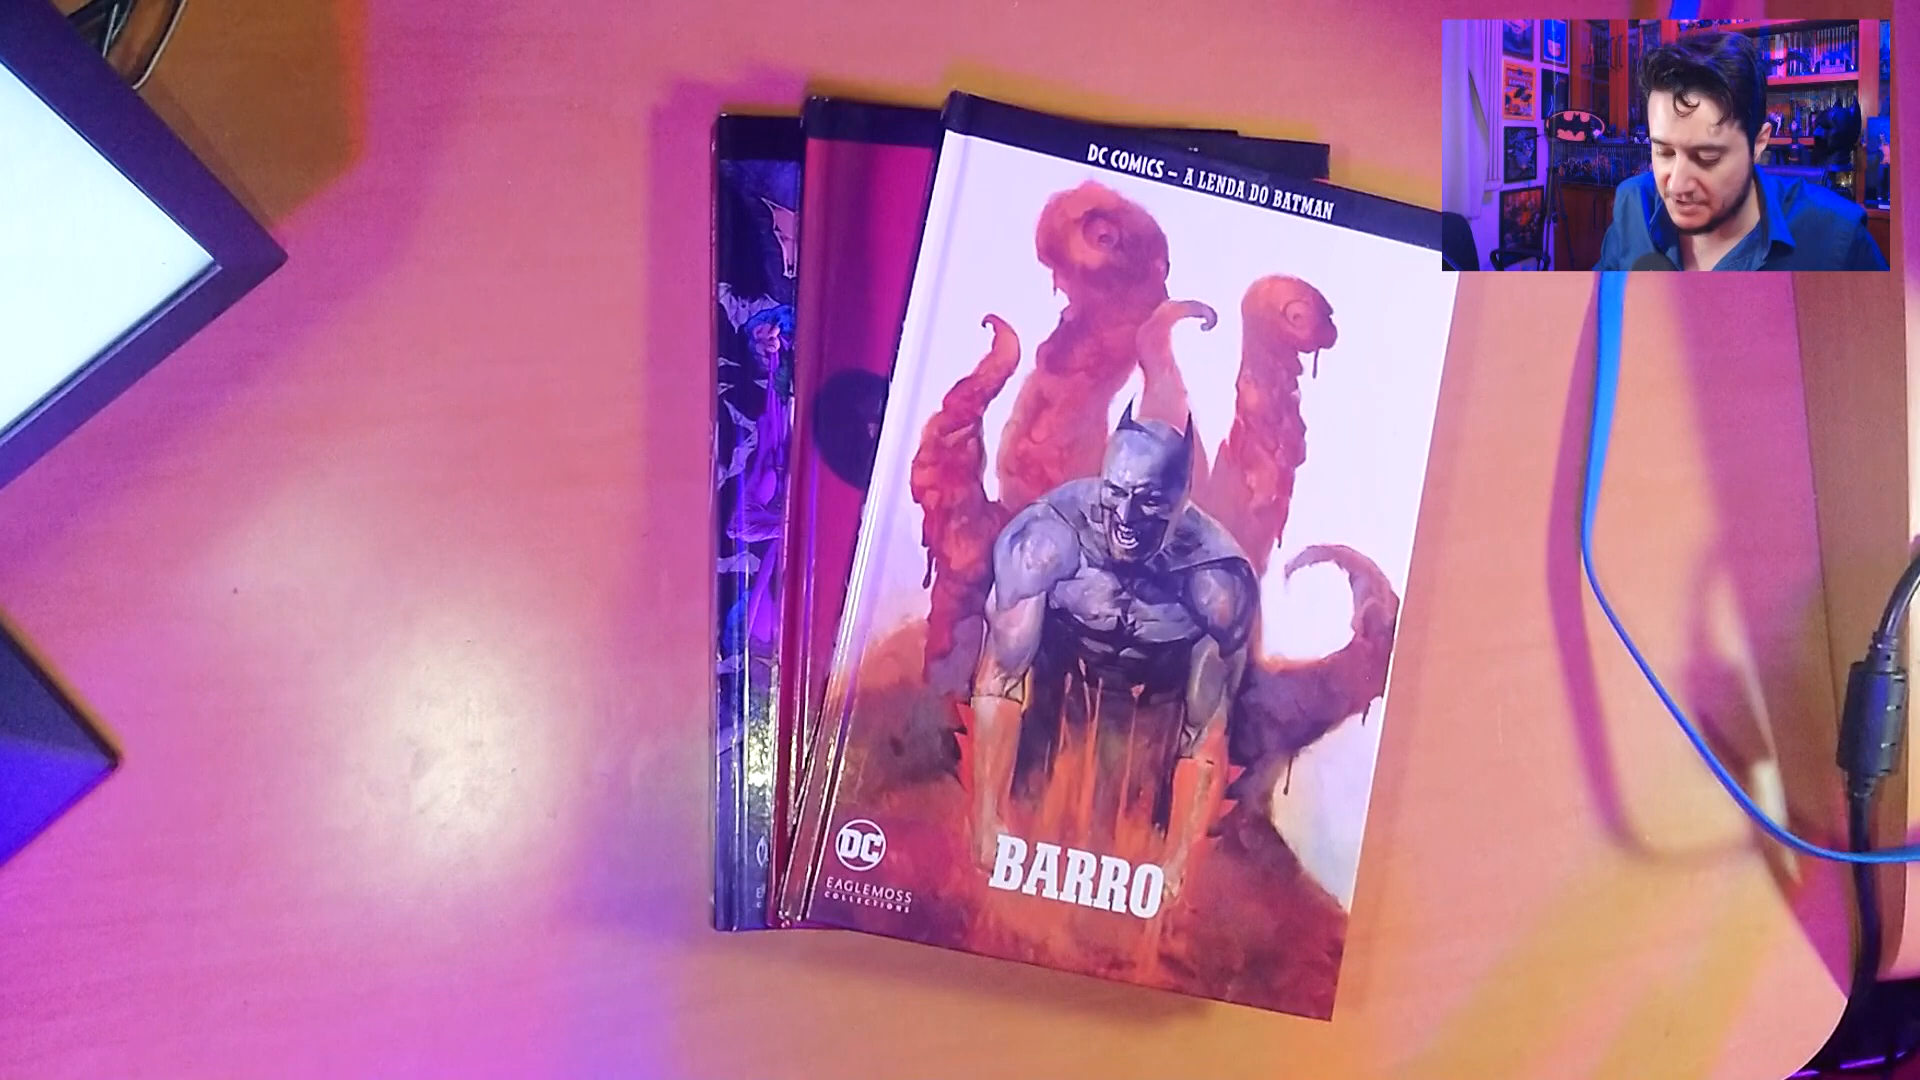 DC COMICS – A LENDA DO BATMAN
BARRO
DC
EAGLEMOSS
COLLECTIONS